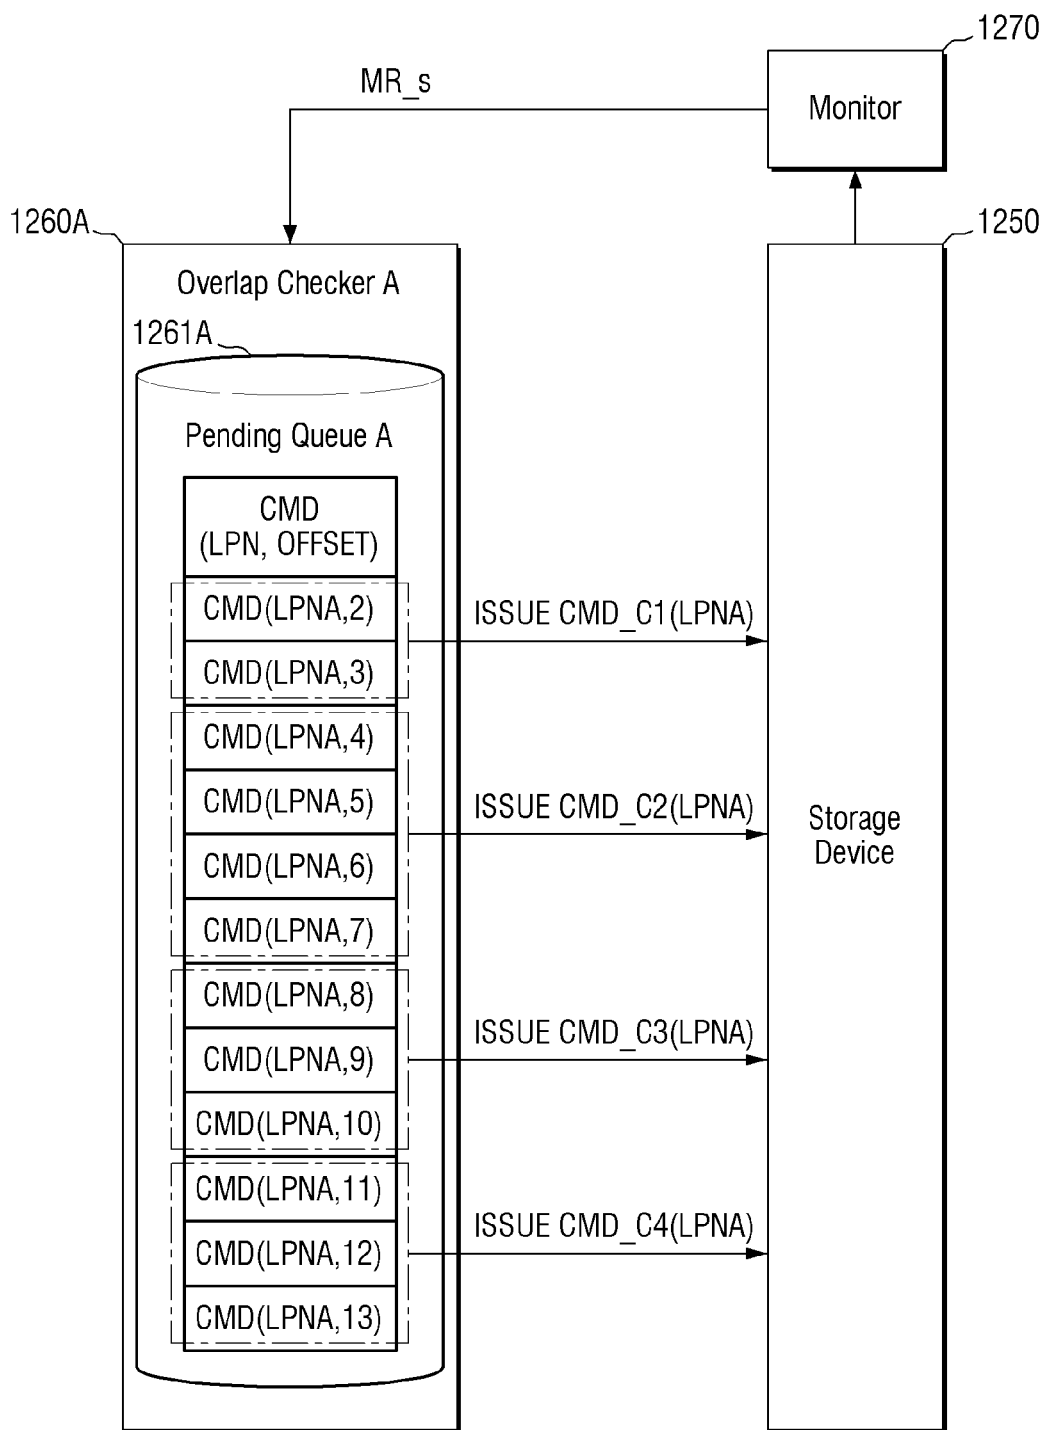 1270
MR_s
Monitor
1260A
1250
Overlap Checker A
1261A
Pending Queue A
CMD
(LPN, OFFSET)
CMD(LPNA,2)
ISSUE CMD_C1(LPNA)
CMD(LPNA,3)
CMD(LPNA,4)
CMD(LPNA,5)
ISSUE CMD_C2(LPNA)
Storage
Device
CMD(LPNA,6)
CMD(LPNA,7)
CMD(LPNA,8)
ISSUE CMD_C3(LPNA)
CMD(LPNA,9)
CMD(LPNA,10)
CMD(LPNA,11)
ISSUE CMD_C4(LPNA)
CMD(LPNA,12)
CMD(LPNA,13)